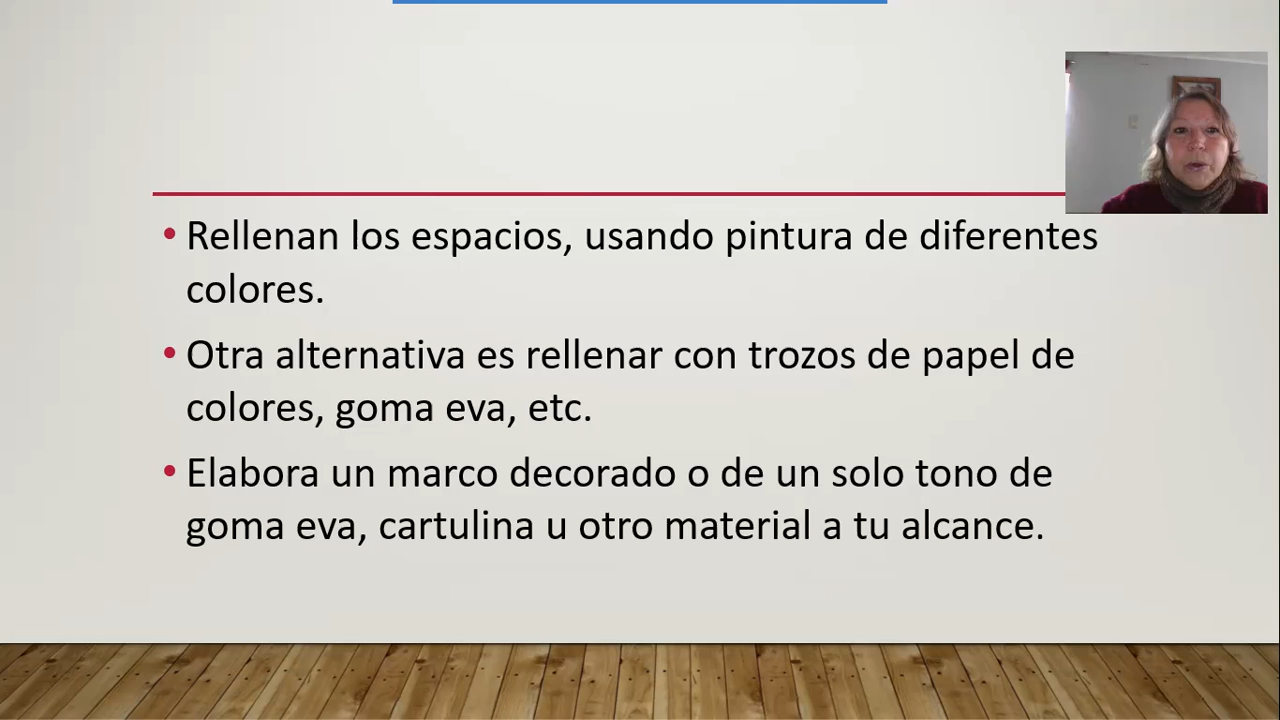 • Rellenan los espacios, usando pintura de diferentes
colores.
• Otra alternativa es rellenar con trozos de papel de
colores, goma eva, etc.
• Elabora un marco decorado o de un solo tono de
goma eva, cartulina u otro material a tu alcance.